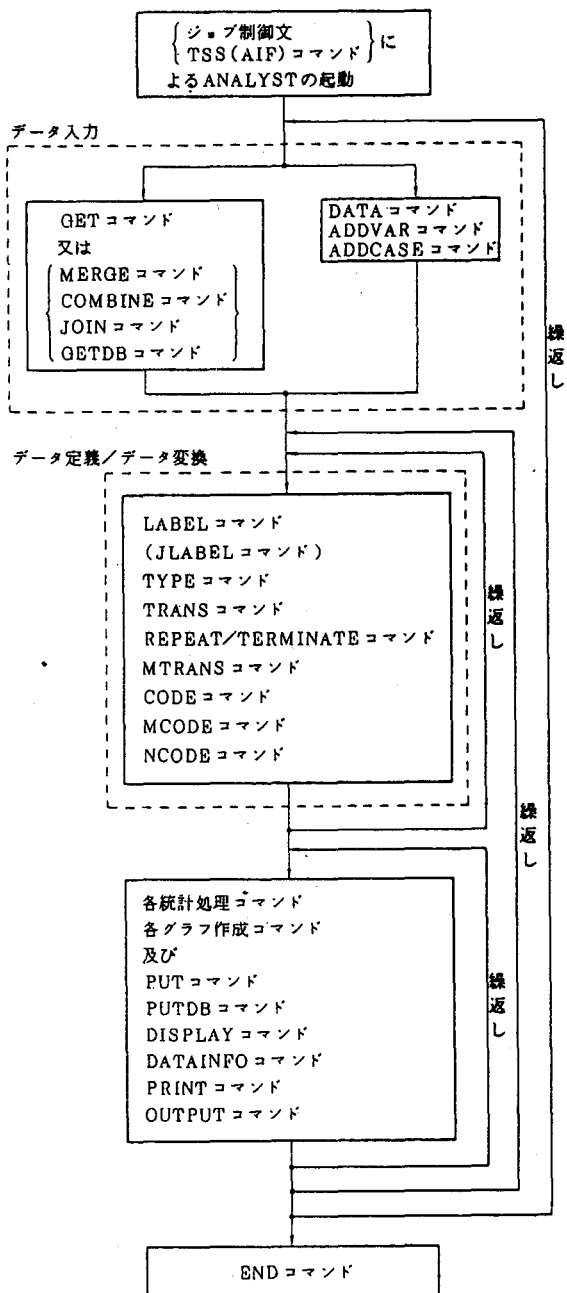 ジョブ制御文
TSS(AIF)コマンド
に
よるANALYSTの起動
データ入力
GETコマンド
又は
MERGEコマンド
COMBINEコマンド
JOINコマンド
GETDBコマンド
DATAコマンド
ADDVARコマンド
ADDCASEコマンド
繰返し
データ定義/データ変換
LABELコマンド
(JLABELコマンド)
TYPEコマンド
TRANSコマンド
REPEAT/TERMINATEコマンド
MTRANSコマンド
CODEコマンド
MCODEコマンド
NCODEコマンド
繰返し
繰返し
各統計処理コマンド
各グラフ作成コマンド
及び
PUTコマンド
PUTDBコマンド
DISPLAYコマンド
DATAINFOコマンド
PRINTコマンド
OUTPUTコマンド
繰返し
ENDコマンド